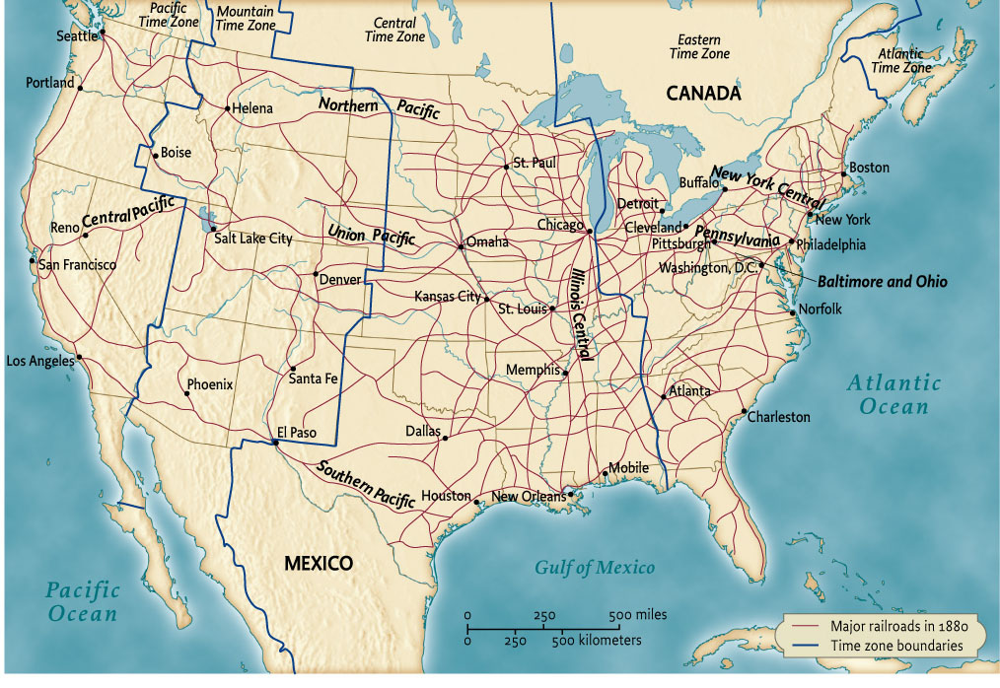 Pacific
Time Zone
Mountain
Time Zone
Central
Time Zone
Eastern
Time Zone
Atlantic
Time Zone
Seattle
CANADA
Portland
Helena
Northern Pacific
Boise
St. Paul
Boston
Buffalo
New York Central
Detroit
Central Pacific
Reno
Salt Lake City
Union Pacific
Omaha
Chicago
Cleveland
Pittsburgh
Pennsylvania
New York
Philadelphia
San Francisco
Denver
Washington, D.C.
Baltimore and Ohio
Kansas City
St. Louis
Illinois Central
Norfolk
Los Angeles
Phoenix
Santa Fe
Memphis
Atlanta
Atlantic
Ocean
Charleston
El Paso
Dallas
Southern Pacific
Houston
New Orleans
Mobile
MEXICO
Gulf of Mexico
Pacific
Ocean
0 250 500 miles
0 250 500 kilometers
Major railroads in 1880
Time zone boundaries